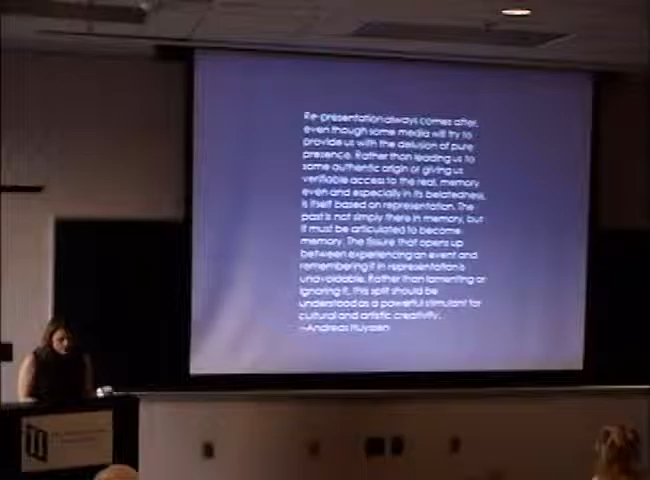 Re-presentation always comes after,
even though some media will try to
provide us with the delusion of pure
presence. Rather than leading us to
some authentic origin or giving us
verifiable access to the real, memory,
even and especially in its belatedness,
is itself based on representation. The
past is not simply there in memory, but
it must be articulated to become
memory. The fissure that opens up
between experiencing an event and
remembering it in representation is
unavoidable. Rather than lamenting or
ignoring it, this split should be
understood as a powerful stimulant for
cultural and artistic creativity.
--Andreas Huyssen